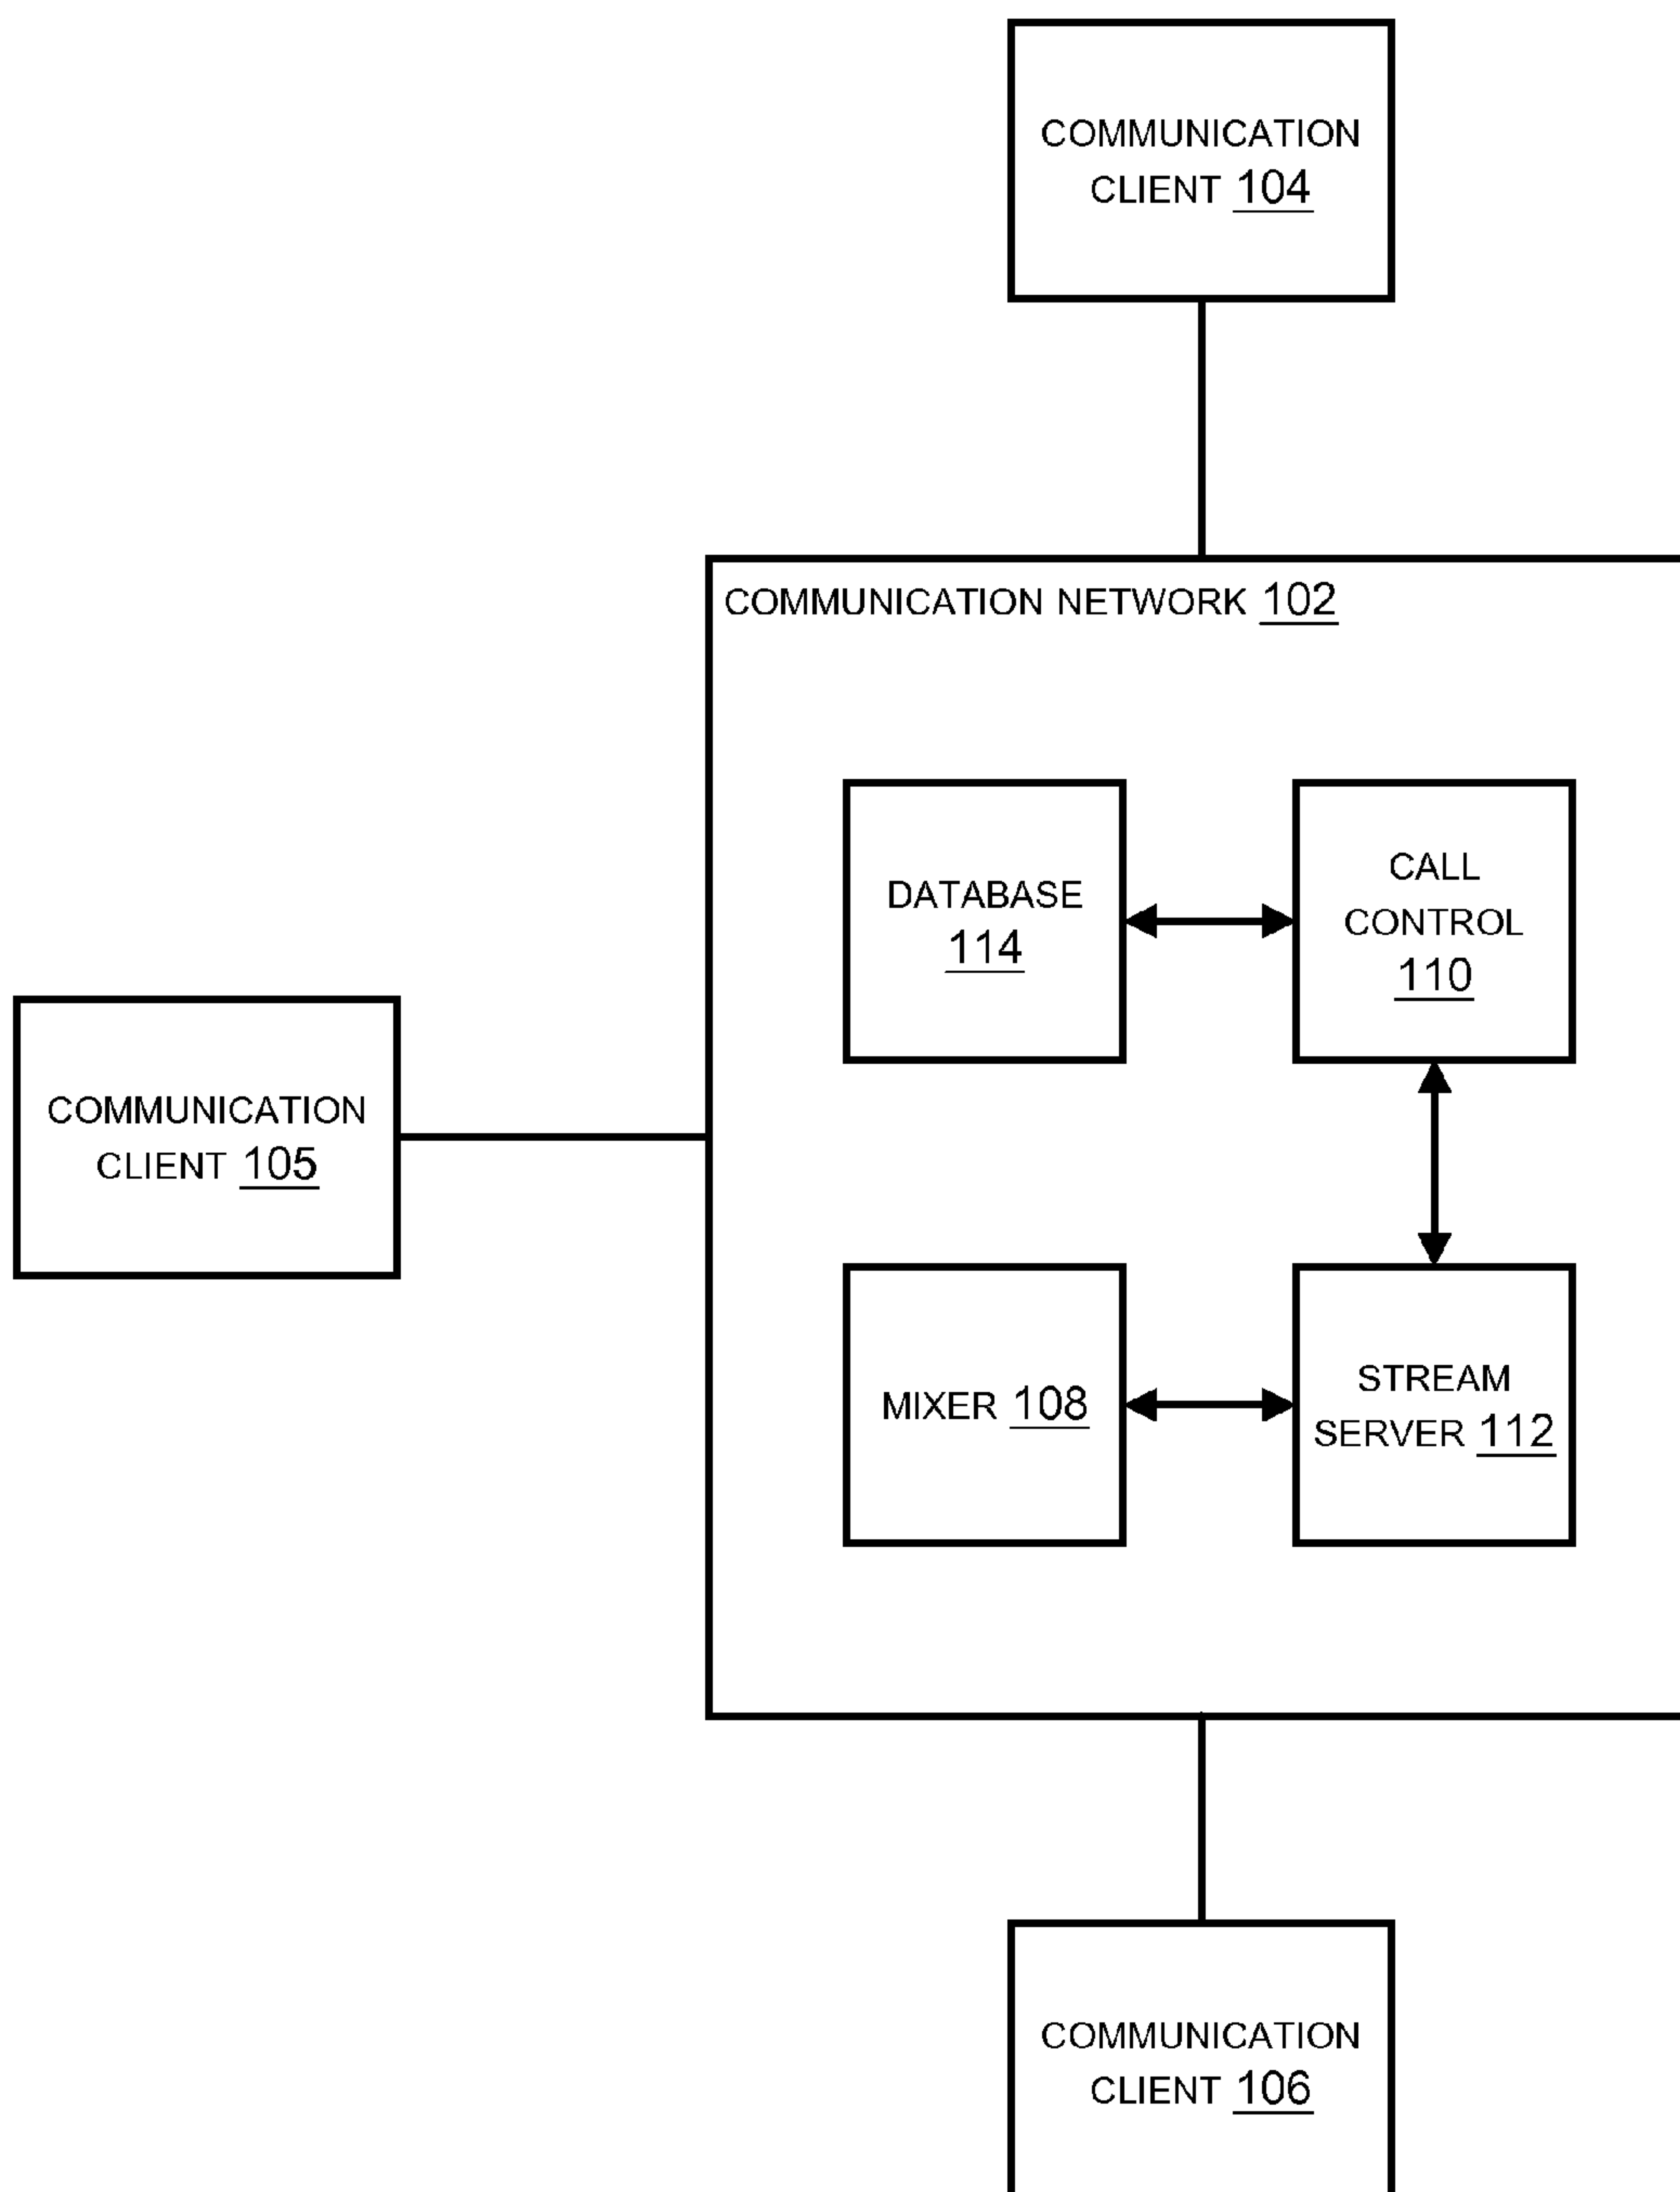 COMMUNICATION
CLIENT 104
COMMUNICATION NETWORK 102
DATABASE
114
CALL
CONTROL
110
COMMUNICATION
CLIENT 105
MIXER 108
STREAM
SERVER 112
COMMUNICATION
CLIENT 106